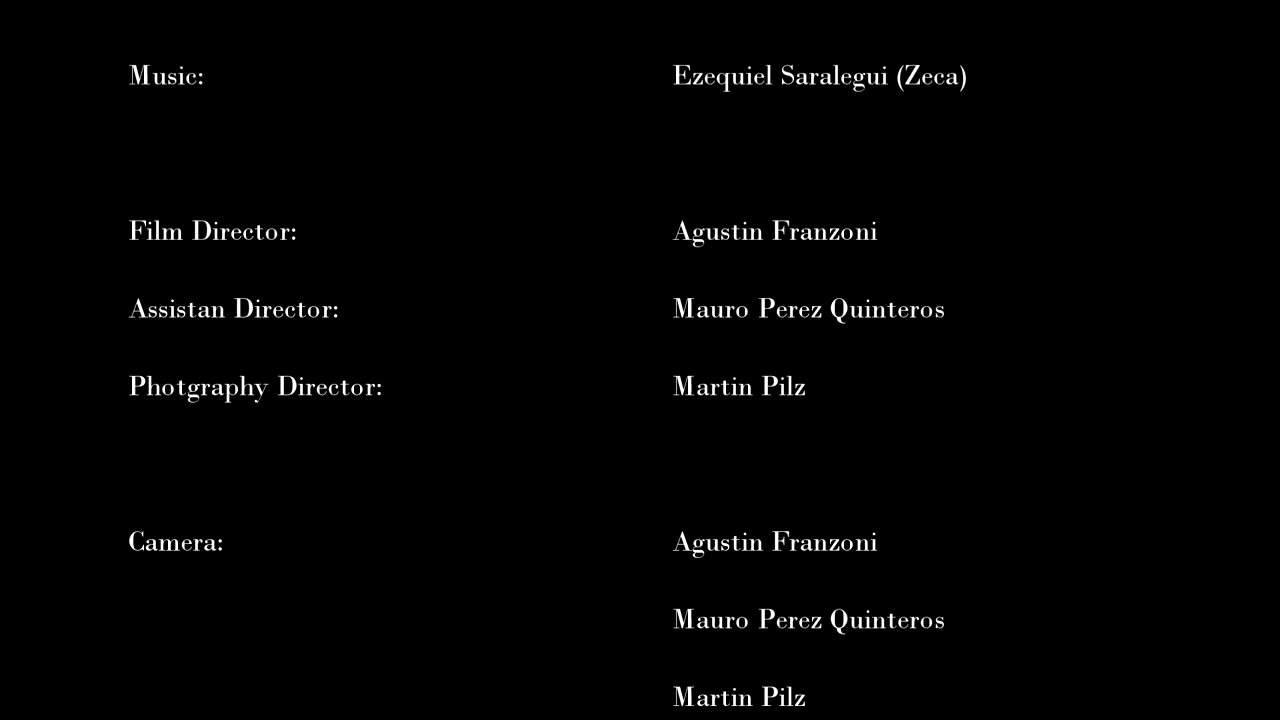 Music: Ezequiel Saralegui (Zeca)
Film Director: Agustin Franzoni
Assistan Director: Mauro Perez Quinteros
Photgraphy Director: Martin Pilz
Camera: Agustin Franzoni
Mauro Perez Quinteros
Martin Pilz